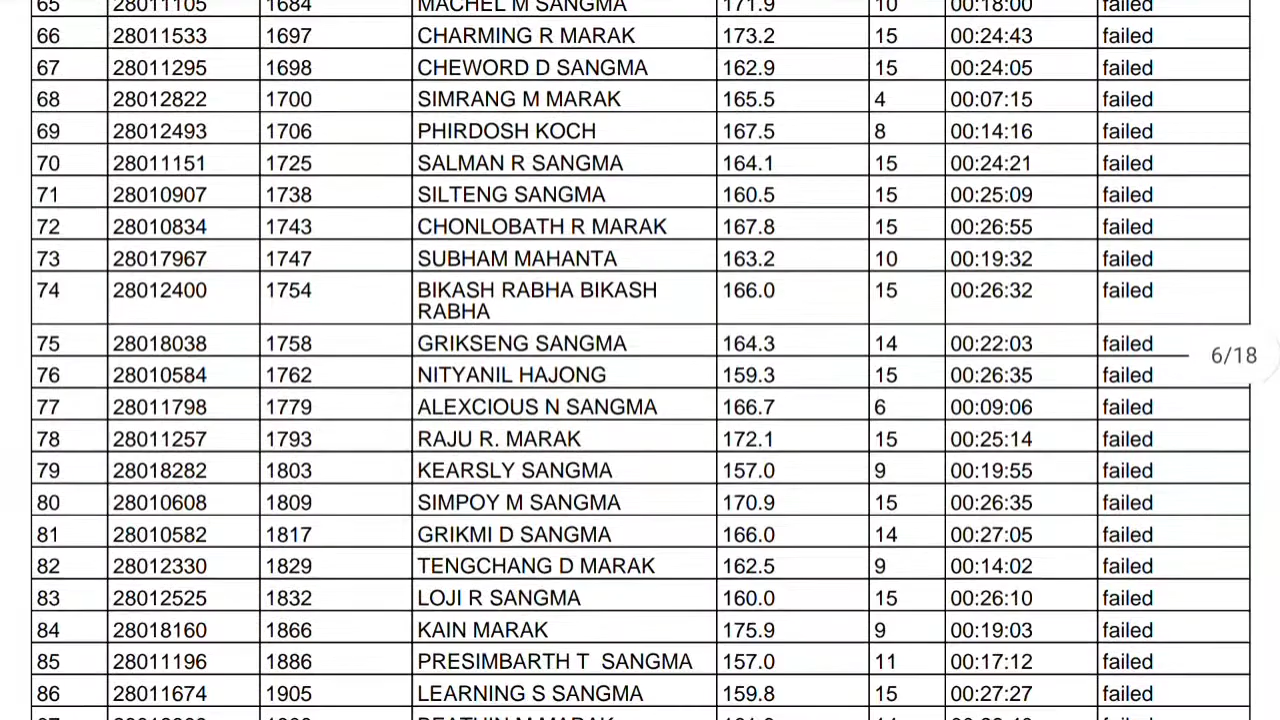 65 28011105 1684 MACHEL M SANGMA 171.9 10 00:18:00 failed
66 28011533 1697 CHARMING R MARAK 173.2 15 00:24:43 failed
67 28011295 1698 CHEWORD D SANGMA 162.9 15 00:24:05 failed
68 28012822 1700 SIMRANG M MARAK 165.5 4 00:07:15 failed
69 28012493 1706 PHIRDOSH KOCH 167.5 8 00:14:16 failed
70 28011151 1725 SALMAN R SANGMA 164.1 15 00:24:21 failed
71 28010907 1738 SILTENG SANGMA 160.5 15 00:25:09 failed
72 28010834 1743 CHONLOBATH R MARAK 167.8 15 00:26:55 failed
73 28017967 1747 SUBHAM MAHANTA 163.2 10 00:19:32 failed
74 28012400 1754 BIKASH RABHA BIKASH 166.0 15 00:26:32 failed
RABHA
75 28018038 1758 GRIKSENG SANGMA 164.3 14 00:22:03 failed
6/18
76 28010584 1762 NITYANIL HAJONG 159.3 15 00:26:35 failed
77 28011798 1779 ALEXCIOUS N SANGMA 166.7 6 00:09:06 failed
78 28011257 1793 RAJU R. MARAK 172.1 15 00:25:14 failed
79 28018282 1803 KEARSLY SANGMA 157.0 9 00:19:55 failed
80 28010608 1809 SIMPOY M SANGMA 170.9 15 00:26:35 failed
81 28010582 1817 GRIKMI D SANGMA 166.0 14 00:27:05 failed
82 28012330 1829 TENGCHANG D MARAK 162.5 9 00:14:02 failed
83 28012525 1832 LOJI R SANGMA 160.0 15 00:26:10 failed
84 28018160 1866 KAIN MARAK 175.9 9 00:19:03 failed
85 28011196 1886 PRESIMBARTH T SANGMA 157.0 11 00:17:12 failed
86 28011674 1905 LEARNING S SANGMA 159.8 15 00:27:27 failed